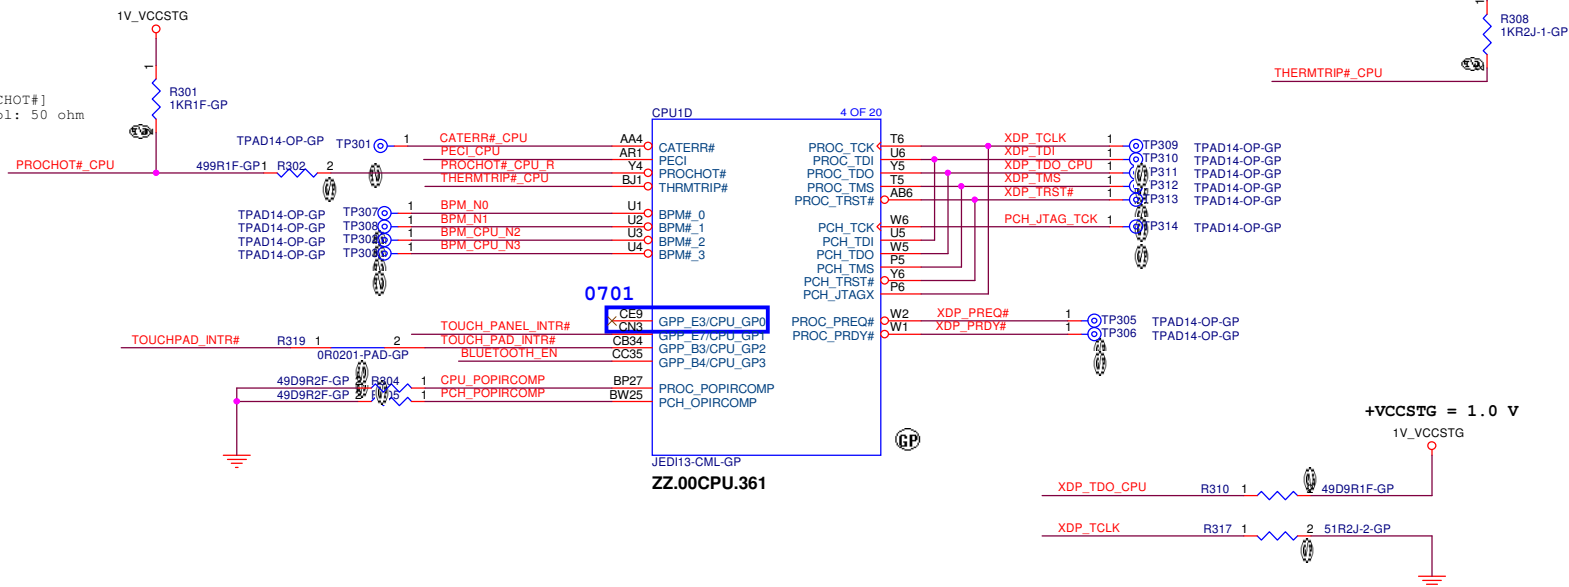 1V_VCCSTG
R308
1KR2J-1-GP
THERMTRIP#_CPU
1
R301
1KR1F-GP
CHOT#]
ol: 50 ohm
PROCHOT#_CPU
499R1F-GP 1 R302 2
CPU1D
4 OF 20
TPAD14-OP-GP TP301 1 CATERR#_CPU AA4 CATERR#
PECI_CPU AR1 PECI
PROCHOT#_CPU_R Y4 PROCHOT#
THERMTRIP#_CPU BJ1 THRMTRIP#
TPAD14-OP-GP TP307 1 BPM_N0 U1 BPM#_0
TPAD14-OP-GP TP308 1 BPM_N1 U2 BPM#_1
TPAD14-OP-GP 1 BPM_CPU_N2 U3 BPM#_2
TPAD14-OP-GP 1 BPM_CPU_N3 U4 BPM#_3
PROC_TCK T6 XDP_TCLK 1 TP309 TPAD14-OP-GP
PROC_TDI U6 XDP_TDI 1 TP310 TPAD14-OP-GP
PROC_TDO Y5 XDP_TDO_CPU 1 P311 TPAD14-OP-GP
PROC_TMS T5 XDP_TMS 1 P312 TPAD14-OP-GP
PROC_TRST# AB6 XDP_TRST# 1 P313 TPAD14-OP-GP
PCH_TCK W6 PCH_JTAG_TCK 1 P314 TPAD14-OP-GP
PCH_TDI U5
PCH_TDO W5
PCH_TMS P5
PCH_TRST# Y6
PCH_JTAGX P6
0701
CE9 GPP_E3/CPU_GP0
TOUCH_PANEL_INTR# CN3 GPP_E7/CPU_GP1
TOUCHPAD_INTR# R319 1 2 TOUCH_PAD_INTR# CB34 GPP_B3/CPU_GP2
0R0201-PAD-GP
BLUETOOTH_EN CC35 GPP_B4/CPU_GP3
PROC_PREQ# W2 XDP_PREQ# 1 TP305 TPAD14-OP-GP
PROC_PRDY# W1 XDP_PRDY# 1 TP306 TPAD14-OP-GP
49D9R2F-GP 2 R304 1 CPU_POPIRCOMP BP27 PROC_POPIRCOMP
49D9R2F-GP 2 1 PCH_POPIRCOMP BW25 PCH_OPIRCOMP
GP
JEDI13-CML-GP
ZZ.00CPU.361
+VCCSTG = 1.0 V
1V_VCCSTG
XDP_TDO_CPU R310 1 49D9R1F-GP
XDP_TCLK R317 1 2 51R2J-2-GP